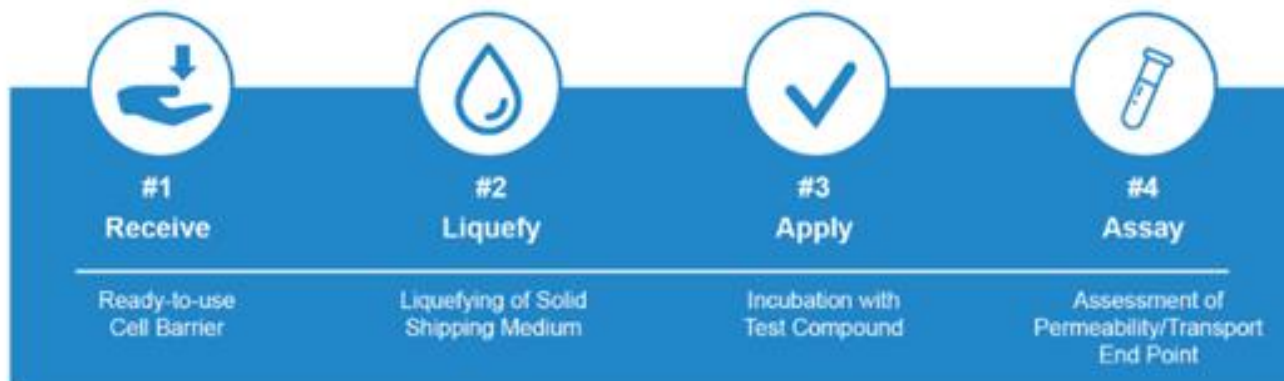 #1
Receive
Ready-to-use
Cell Barrier
#2
Liquefy
Liquefying of Solid
Shipping Medium
#3
Apply
Incubation with
Test Compound
#4
Assay
Assessment of
Permeability/Transport
End Point